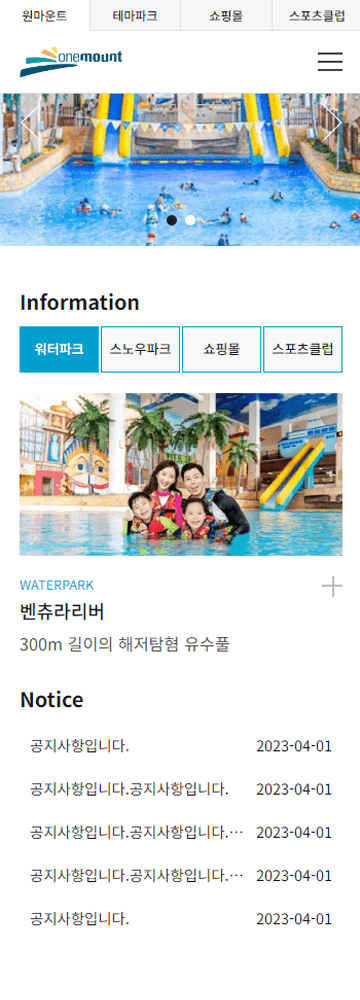 원마운트 테마파크 쇼핑몰 스포츠클럽
onemount
Information
워터파크 스노우파크 쇼핑몰 스포츠클럽
PIER 39
WATERPARK
벤츄라리버
300m 길이의 해저탐험 유수풀
Notice
공지사항입니다. 2023-04-01
공지사항입니다.공지사항입니다. 2023-04-01
공지사항입니다.공지사항입니다.… 2023-04-01
공지사항입니다.공지사항입니다.… 2023-04-01
공지사항입니다. 2023-04-01